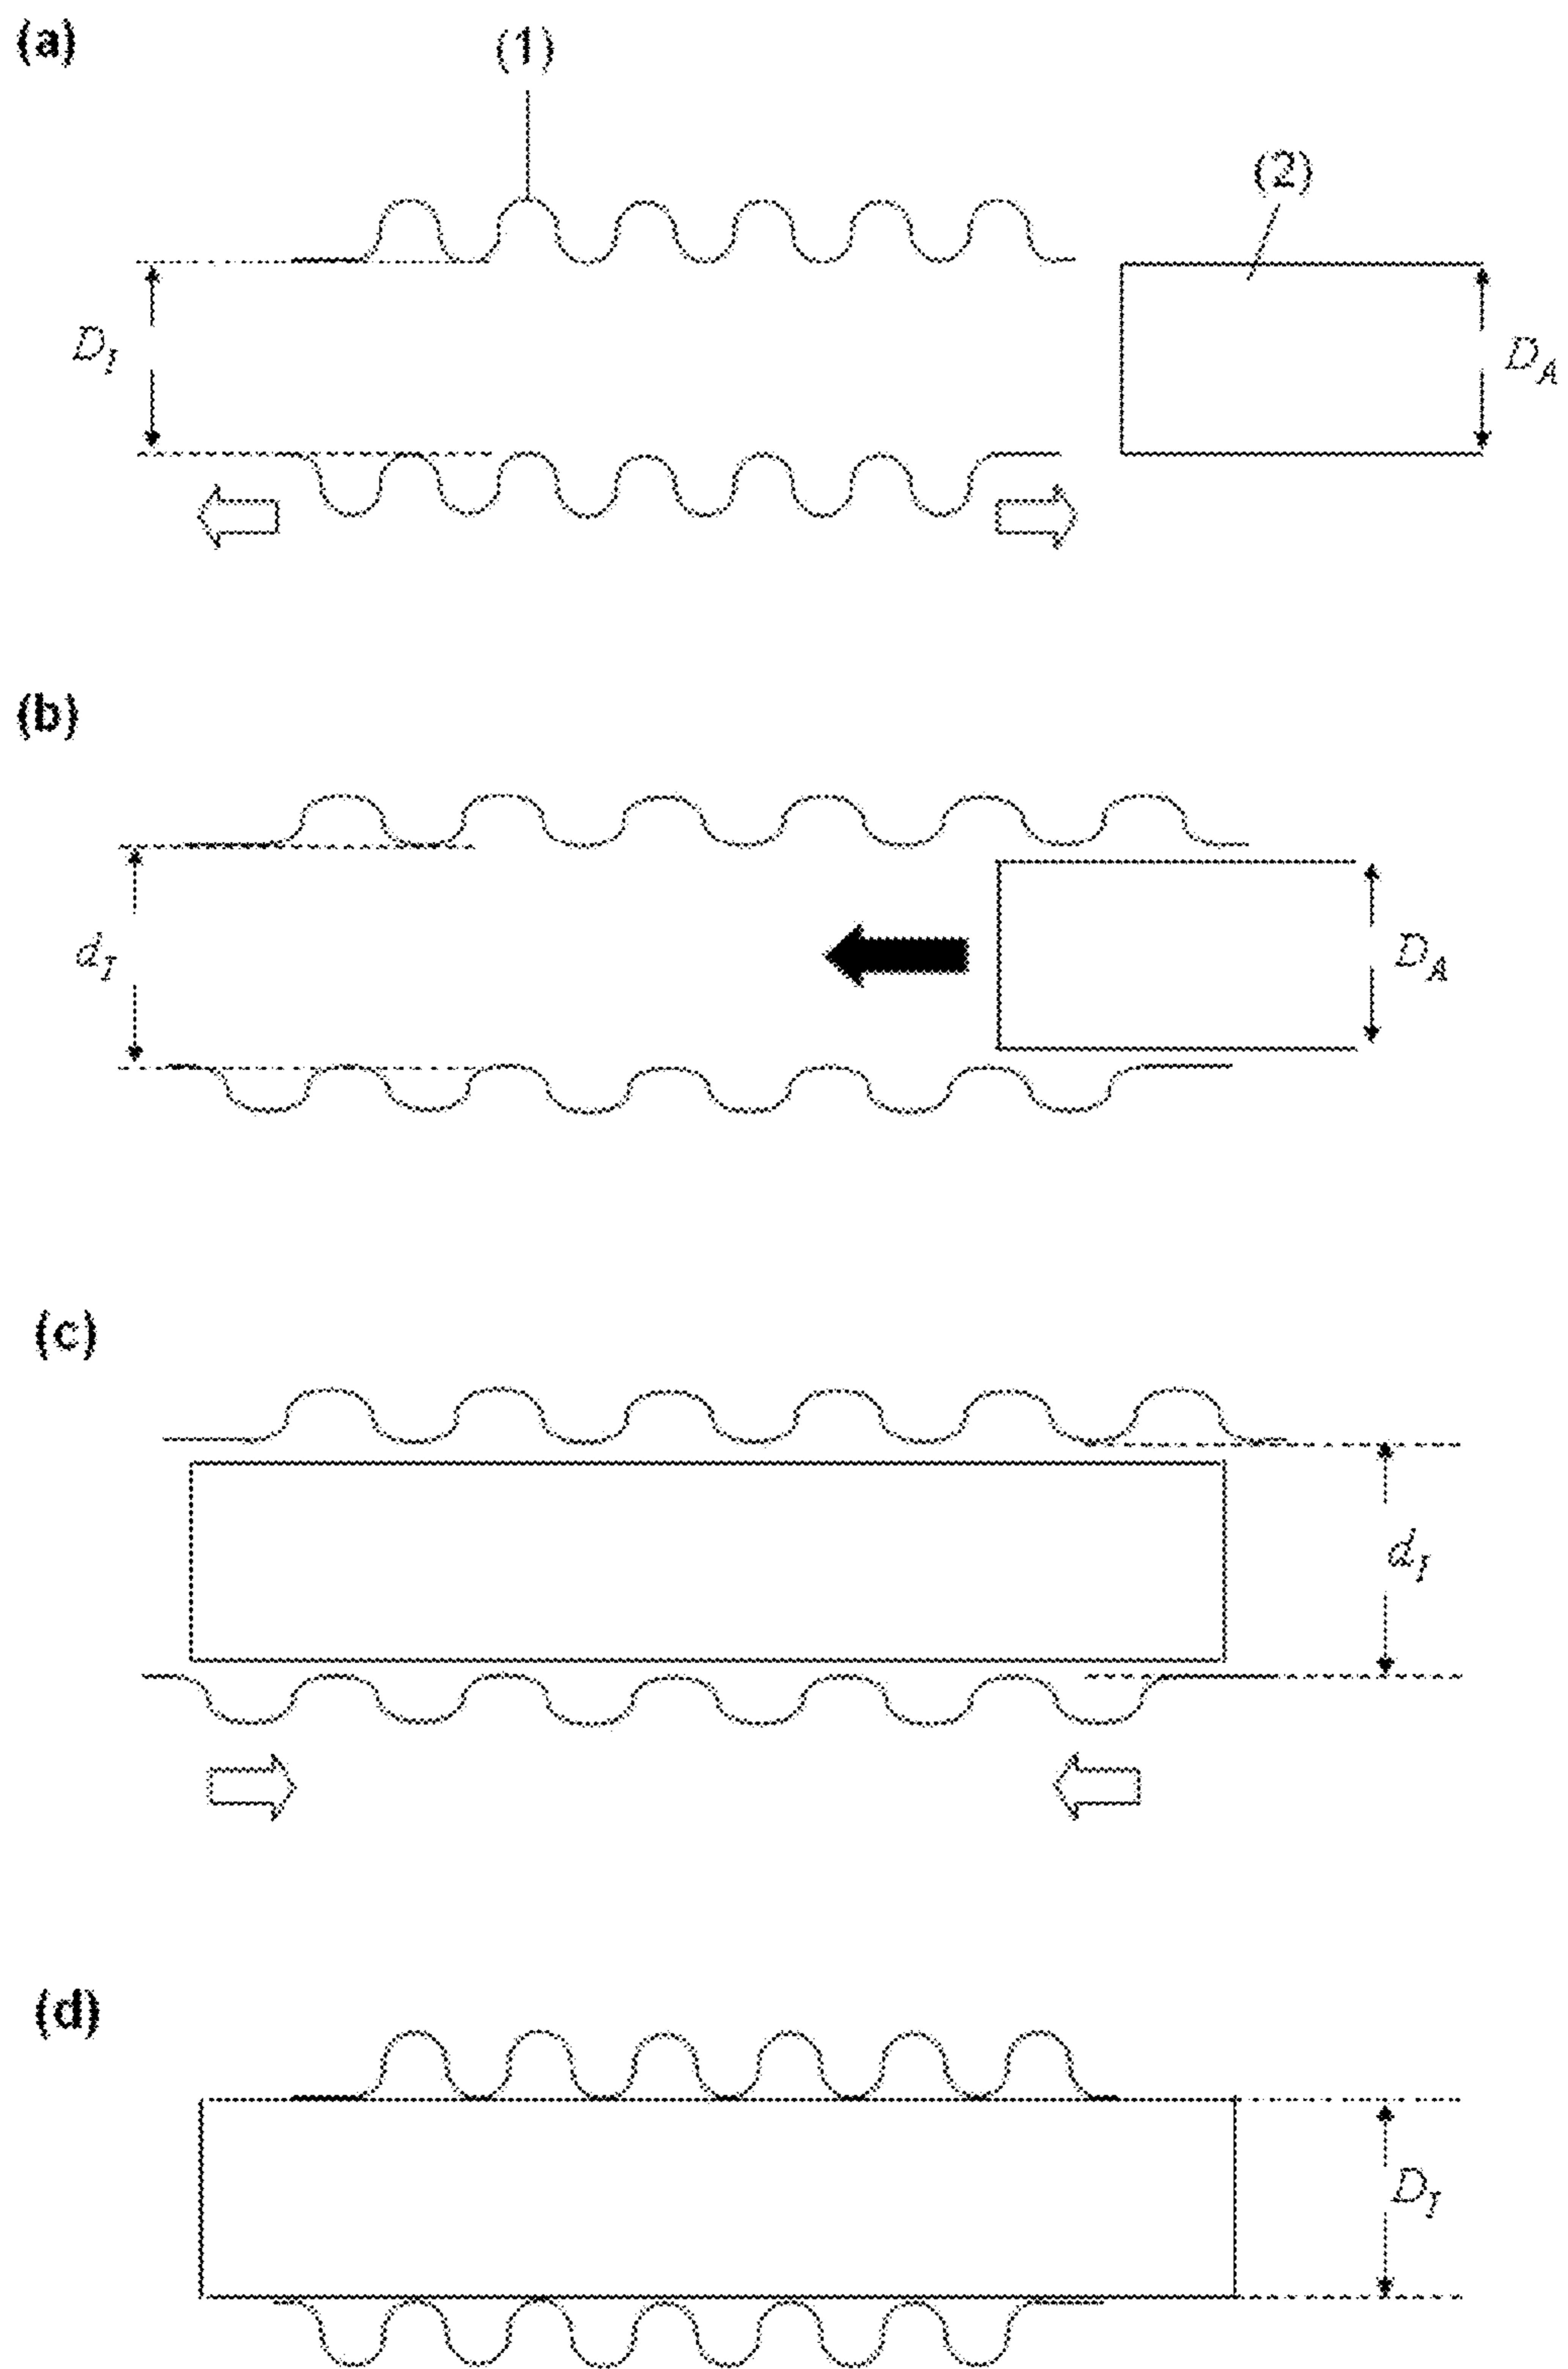 (a)
(1)
(2)
D_I
D_A
(b)
d_I
D_A
(c)
d_I
(d)
D_I